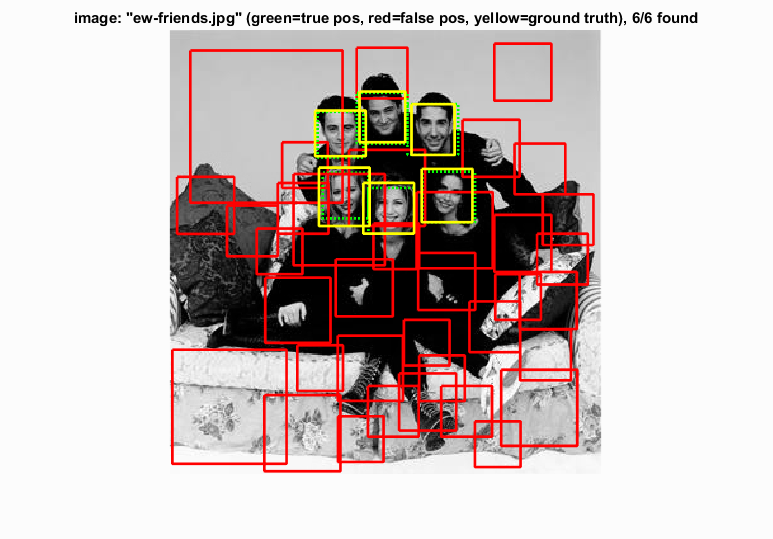 image: "ew-friends.jpg" (green=true pos, red=false pos, yellow=ground truth), 6/6 found